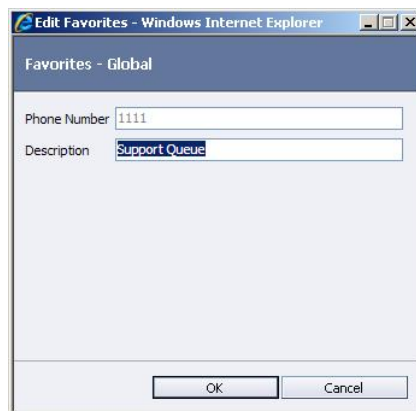 Edit Favorites - Windows Internet Explorer
Favorites - Global
Phone Number 1111
Description Support Queue
OK Cancel